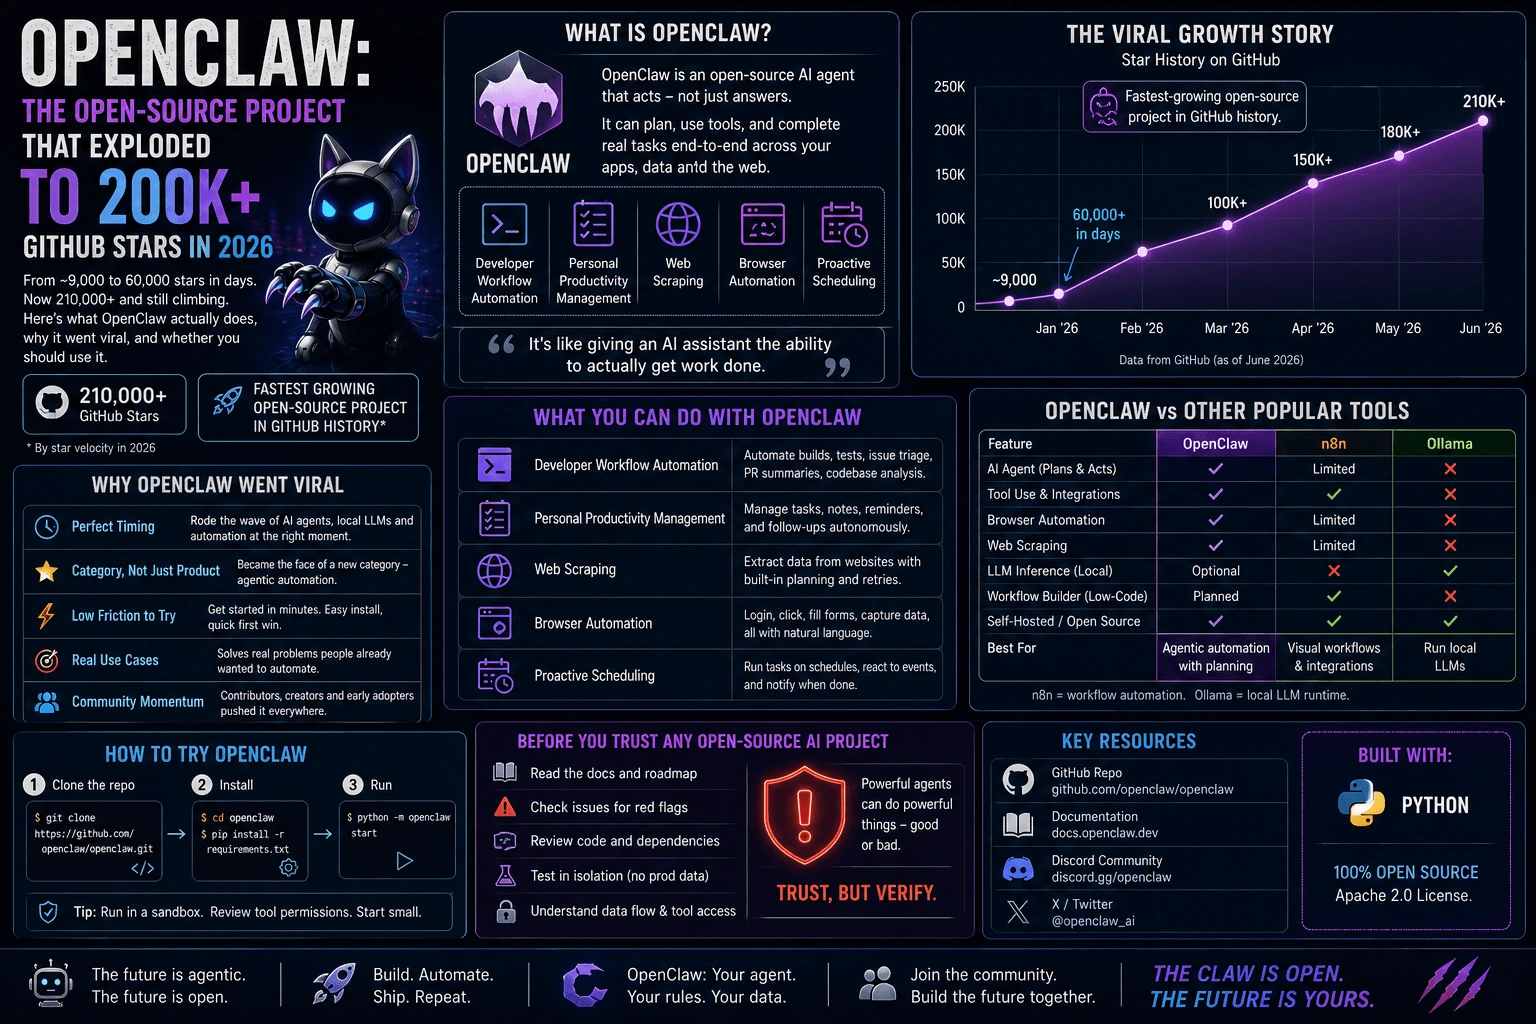 OPENCLAW:
THE OPEN-SOURCE PROJECT
THAT EXPLODED
TO 200K+
GITHUB STARS IN 2026
From ~9,000 to 60,000 stars in days.
Now 210,000+ and still climbing.
Here's what OpenClaw actually does,
why it went viral, and whether you
should use it.
210,000+
GitHub Stars
FASTEST GROWING
OPEN-SOURCE PROJECT
IN GITHUB HISTORY*
* By star velocity in 2026
WHAT IS OPENCLAW?
OPENCLAW
OpenClaw is an open-source AI agent
that acts – not just answers.
It can plan, use tools, and complete
real tasks end-to-end across your
apps, data and the web.
Developer
Workflow
Automation
Personal
Productivity
Management
Web
Scraping
Browser
Automation
Proactive
Scheduling
“ It's like giving an AI assistant the ability
to actually get work done. ”
THE VIRAL GROWTH STORY
Star History on GitHub
Fastest-growing open-source
project in GitHub history.
250K
200K
150K
100K
50K
0
~9,000
60,000+
in days
100K+
150K+
180K+
210K+
Jan '26
Feb '26
Mar '26
Apr '26
May '26
Jun '26
Data from GitHub (as of June 2026)
WHY OPENCLAW WENT VIRAL
Perfect Timing
Rode the wave of AI agents, local LLMs and
automation at the right moment.
Category, Not Just Product
Became the face of a new category –
agentic automation.
Low Friction to Try
Get started in minutes. Easy install,
quick first win.
Real Use Cases
Solves real problems people already
wanted to automate.
Community Momentum
Contributors, creators and early adopters
pushed it everywhere.
WHAT YOU CAN DO WITH OPENCLAW
Developer Workflow Automation
Automate builds, tests, issue triage,
PR summaries, codebase analysis.
Personal Productivity Management
Manage tasks, notes, reminders,
and follow-ups autonomously.
Web Scraping
Extract data from websites with
built-in planning and retries.
Browser Automation
Login, click, fill forms, capture data,
all with natural language.
Proactive Scheduling
Run tasks on schedules, react to events,
and notify when done.
OPENCLAW vs OTHER POPULAR TOOLS
Feature OpenClaw n8n Ollama
AI Agent (Plans & Acts) ✓ Limited ✕
Tool Use & Integrations ✓ ✓ ✕
Browser Automation ✓ Limited ✕
Web Scraping ✓ Limited ✕
LLM Inference (Local) Optional ✕ ✓
Workflow Builder (Low-Code) Planned ✓ ✕
Self-Hosted / Open Source ✓ ✓ ✓
Best For
Agentic automation
with planning
Visual workflows
& integrations
Run local
LLMs
n8n = workflow automation. Ollama = local LLM runtime.
HOW TO TRY OPENCLAW
1 Clone the repo
$ git clone
https://github.com/
openclaw/openclaw.git
</>
2 Install
$ cd openclaw
$ pip install -r
requirements.txt
3 Run
$ python -m openclaw
start
Tip: Run in a sandbox. Review tool permissions. Start small.
BEFORE YOU TRUST ANY OPEN-SOURCE AI PROJECT
Read the docs and roadmap
Check issues for red flags
Review code and dependencies
Test in isolation (no prod data)
Understand data flow & tool access
Powerful agents
can do powerful
things – good
or bad.
TRUST, BUT VERIFY.
KEY RESOURCES
GitHub Repo
github.com/openclaw/openclaw
Documentation
docs.openclaw.dev
Discord Community
discord.gg/openclaw
X / Twitter
@openclaw_ai
BUILT WITH:
PYTHON
100% OPEN SOURCE
Apache 2.0 License.
The future is agentic.
The future is open.
Build. Automate.
Ship. Repeat.
OpenClaw: Your agent.
Your rules. Your data.
Join the community.
Build the future together.
THE CLAW IS OPEN.
THE FUTURE IS YOURS.